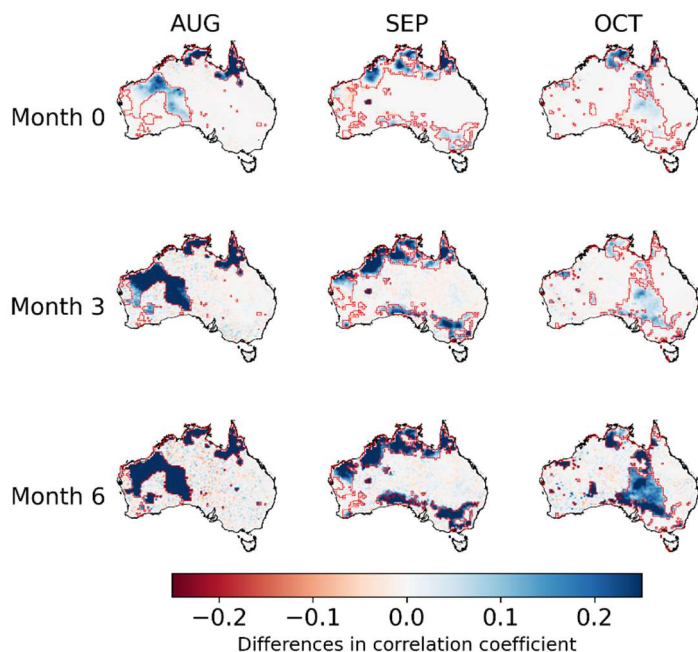 AUG SEP OCT
Month 0
Month 3
Month 6
−0.2 −0.1 0.0 0.1 0.2
Differences in correlation coefficient